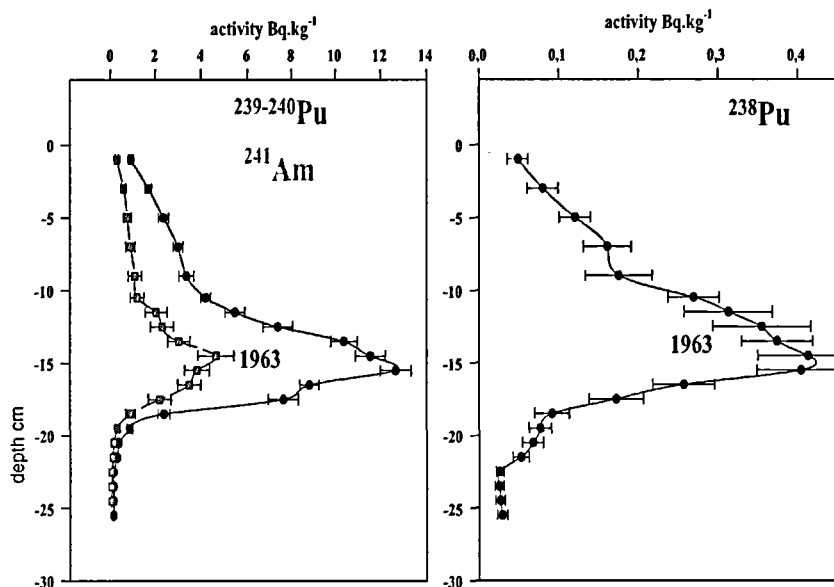 activity Bq.kg⁻¹
0 2 4 6 8 10 12 14
²³⁹⁻²⁴⁰Pu
²⁴¹Am
1963
depth cm
0
-5
-10
-15
-20
-25
-30
activity Bq.kg⁻¹
0,0 0,1 0,2 0,3 0,4
²³⁸Pu
1963
0
-5
-10
-15
-20
-25
-30